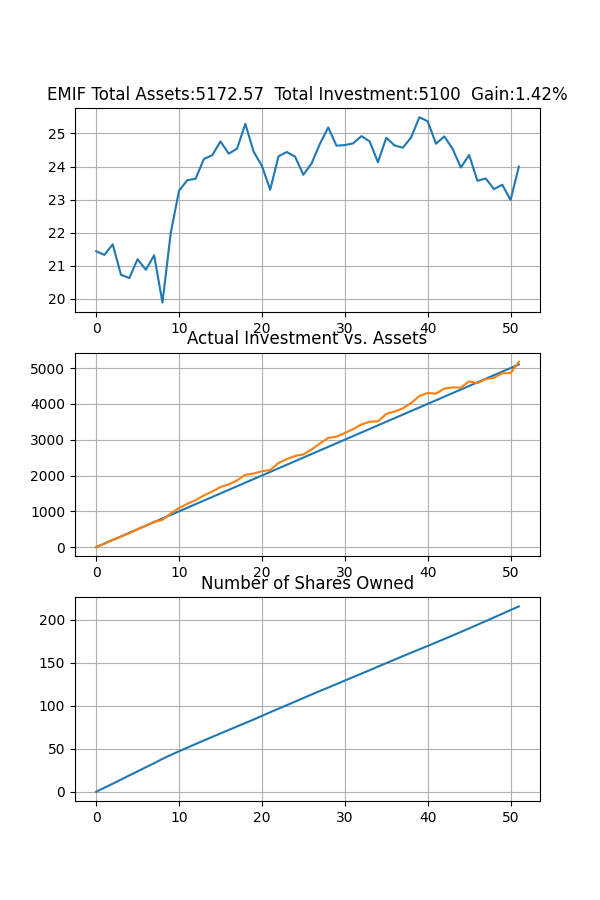 EMIF Total Assets:5172.57  Total Investment:5100  Gain:1.42%
25
24
23
22
21
20
0 10 20 30 40 50
Actual Investment vs. Assets
5000
4000
3000
2000
1000
0
0 10 20 30 40 50
Number of Shares Owned
200
150
100
50
0
0 10 20 30 40 50